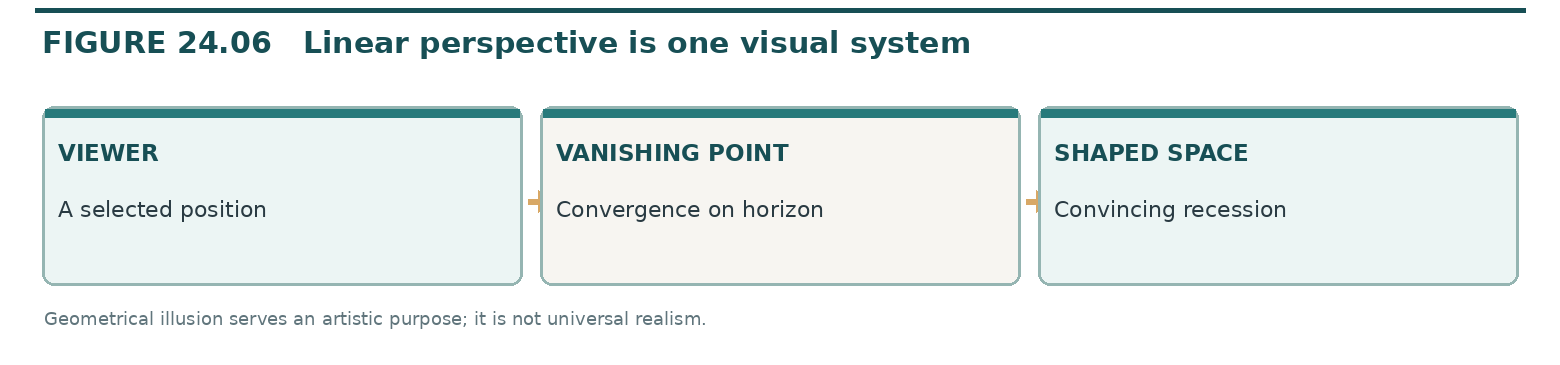 FIGURE 24.06 Linear perspective is one visual system
VIEWER
A selected position
VANISHING POINT
Convergence on horizon
SHAPED SPACE
Convincing recession
Geometrical illusion serves an artistic purpose; it is not universal realism.